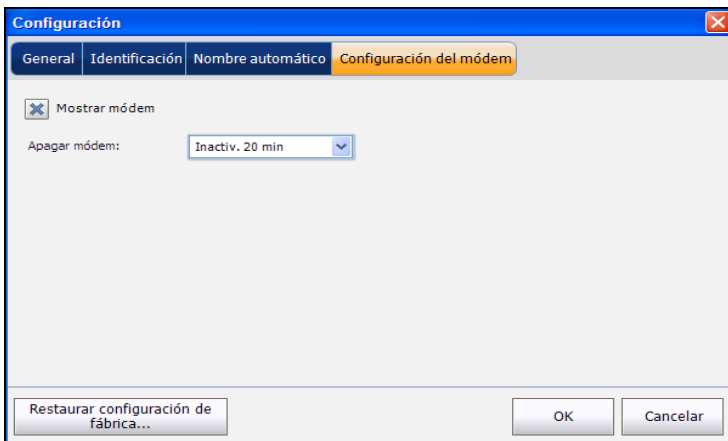 Configuración
General Identificación Nombre automático Configuración del módem
Mostrar módem
Apagar módem: Inactiv. 20 min
Restaurar configuración de
fábrica...
OK Cancelar